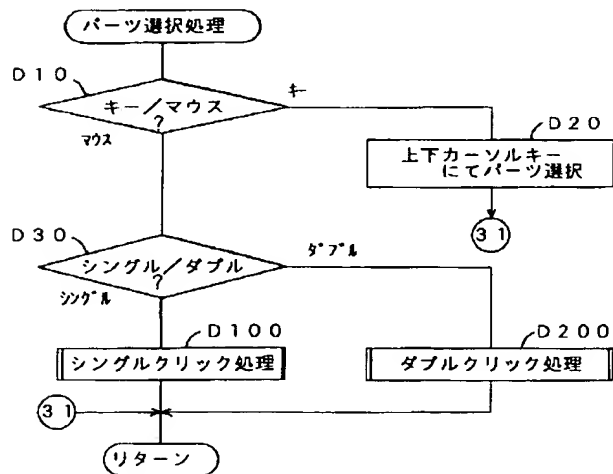 パーツ選択処理
D10
キー
キー/マウス
?
マウス
D20
上下カーソルキー
にてパーツ選択
31
D30
ダブル
シングル/ダブル
?
シングル
D100
D200
シングルクリック処理
ダブルクリック処理
31
リターン